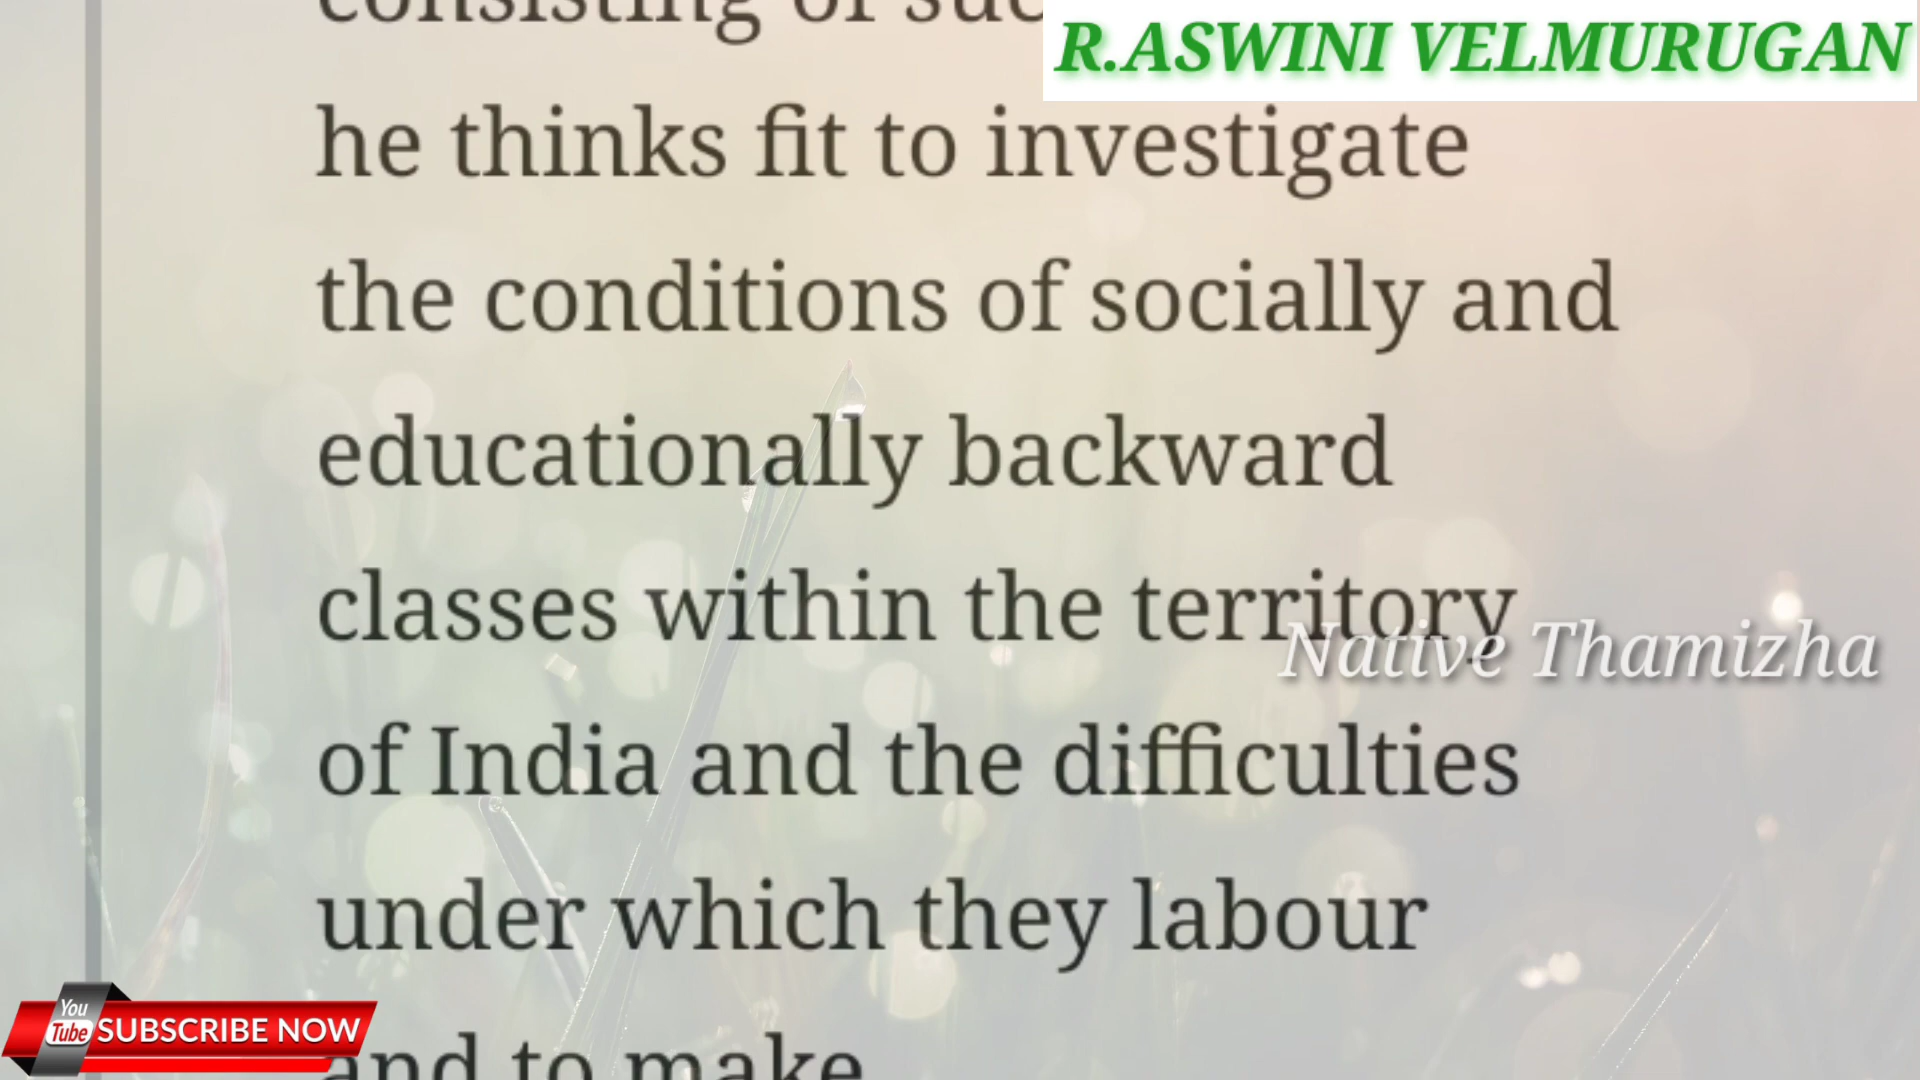 consisting of suc
R.ASWINI VELMURUGAN
he thinks fit to investigate
the conditions of socially and
educationally backward
classes within the territory
Native Thamizha
of India and the difficulties
under which they labour
You
Tube SUBSCRIBE NOW
and to make